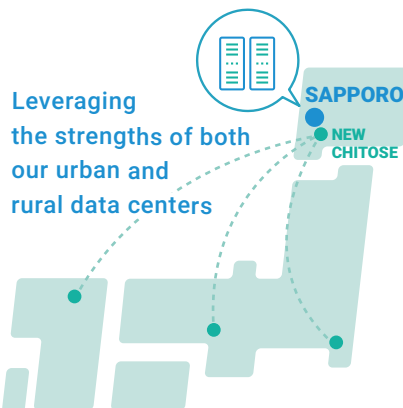 Leveraging
the strengths of both
our urban and
rural data centers
SAPPORO
NEW
CHITOSE